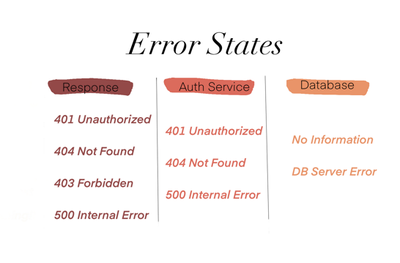 Error States
Response
401 Unauthorized
404 Not Found
403 Forbidden
500 Internal Error
Auth Service
401 Unauthorized
404 Not Found
500 Internal Error
Database
No Information
DB Server Error